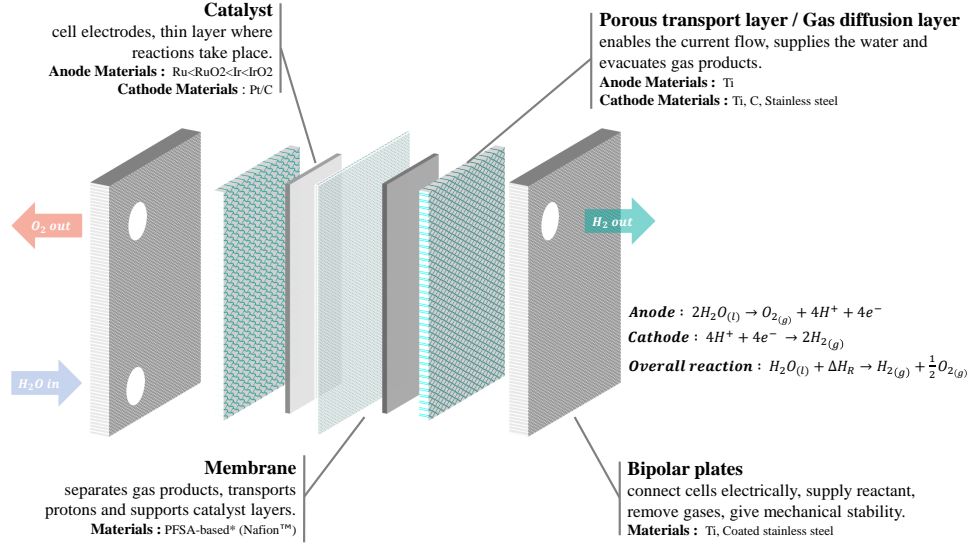 Catalyst
cell electrodes, thin layer where
reactions take place.
Anode Materials : Ru<RuO2<Ir<IrO2
Cathode Materials : Pt/C
Porous transport layer / Gas diffusion layer
enables the current flow, supplies the water and
evacuates gas products.
Anode Materials : Ti
Cathode Materials : Ti, C, Stainless steel
O₂ out
H₂ out
H₂O in
Anode : 2H₂O₍ₗ₎ → O₂₍g₎ + 4H⁺ + 4e⁻
Cathode : 4H⁺ + 4e⁻ → 2H₂₍g₎
Overall reaction : H₂O₍ₗ₎ + ΔH_R → H₂₍g₎ + ½O₂₍g₎
Membrane
separates gas products, transports
protons and supports catalyst layers.
Materials : PFSA-based* (Nafion™)
Bipolar plates
connect cells electrically, supply reactant,
remove gases, give mechanical stability.
Materials : Ti, Coated stainless steel